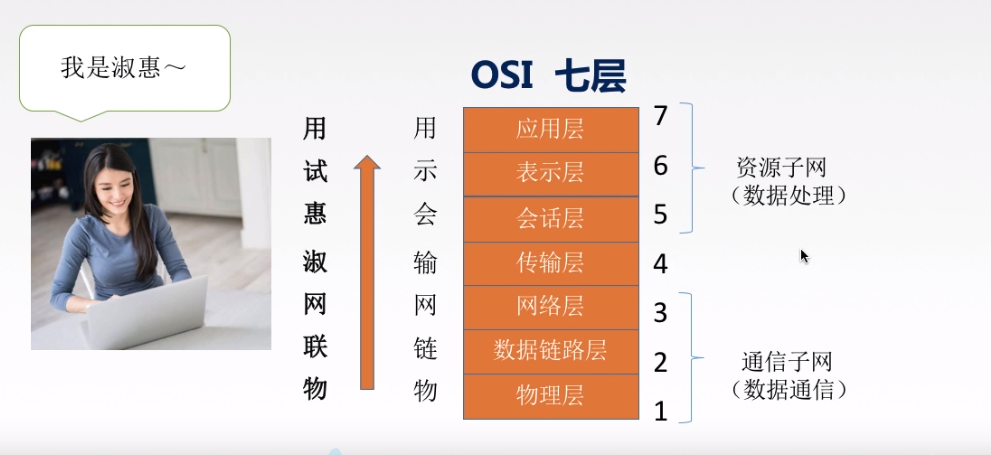 我是淑惠～
OSI 七层
用 用 应用层 7
试 示 表示层 6
惠 会 会话层 5
淑 输 传输层 4
网 网 网络层 3
联 链 数据链路层 2
物 物 物理层 1
资源子网
（数据处理）
通信子网
（数据通信）